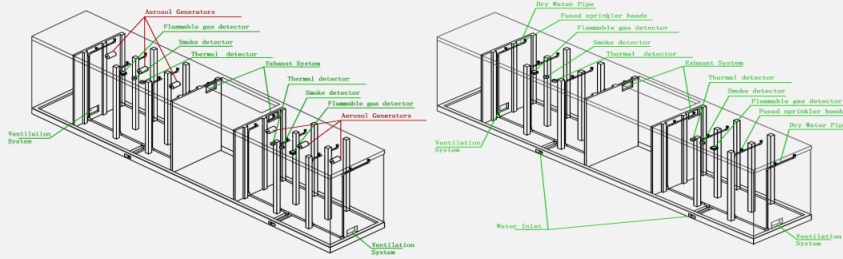 Aerosol Generators
Flammable gas detector
Smoke detector
Thermal detector
Exhaust System
Thermal detector
Smoke detector
Flammable gas detector
Aerosol Generators
Ventilation
System
Ventilation
System
Dry Water Pipe
Fused sprinkler heads
Flammable gas detector
Smoke detector
Thermal detector
Exhaust System
Thermal detector
Smoke detector
Flammable gas detector
Fused sprinkler heads
Dry Water Pipe
Ventilation
System
Water Inlet
Ventilation
System